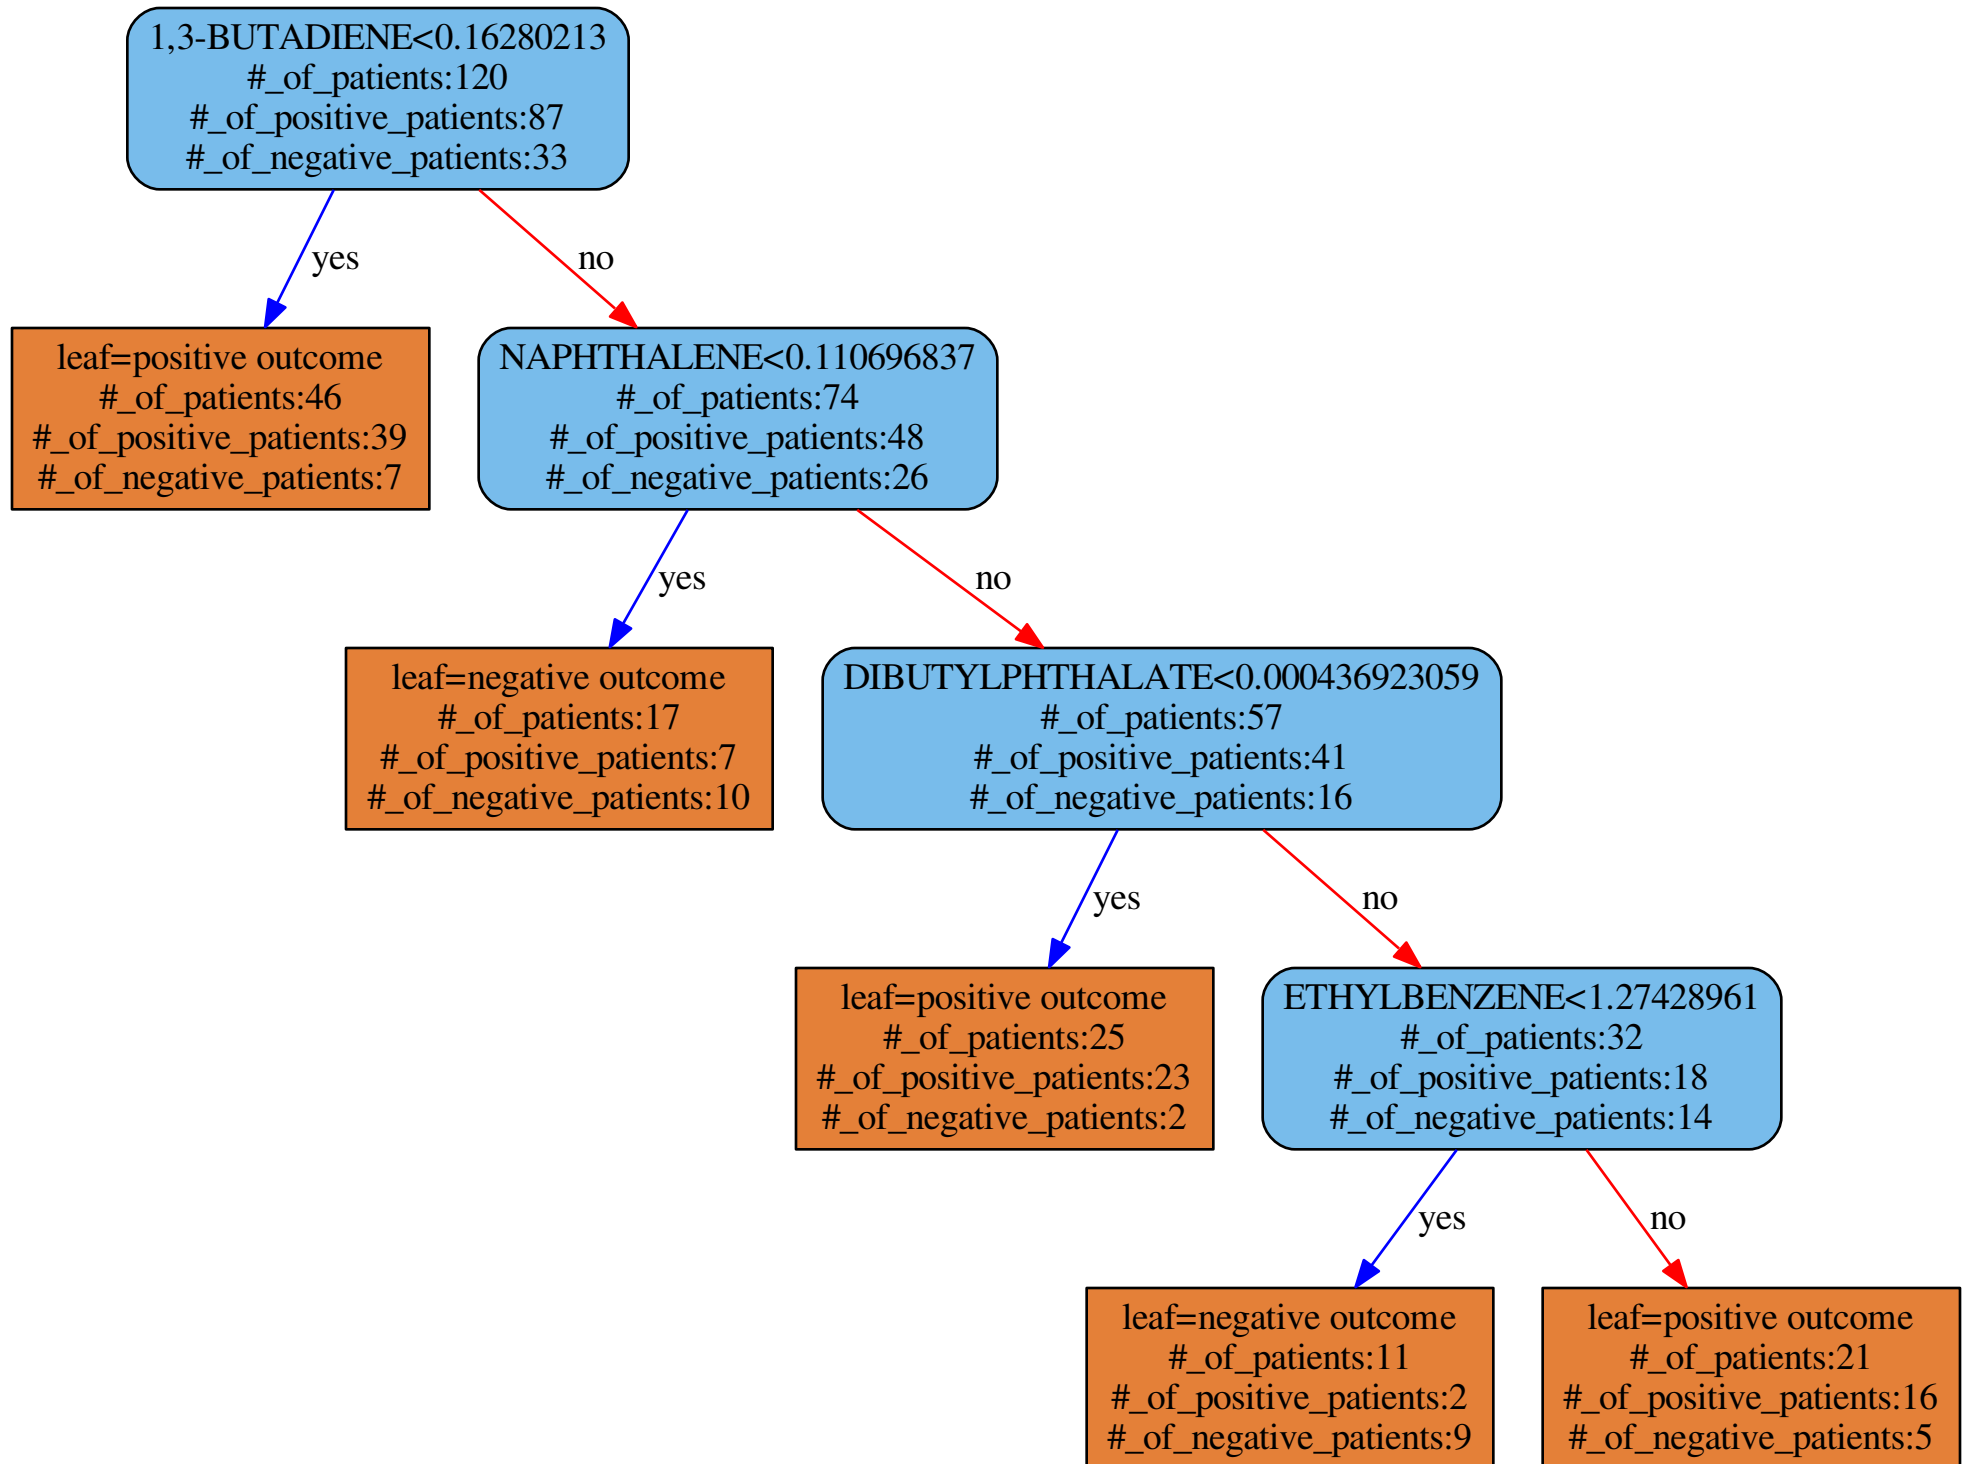 1,3-BUTADIENE<0.16280213
#_of_patients:120
#_of_positive_patients:87
#_of_negative_patients:33
yes
no
leaf=positive outcome
#_of_patients:46
#_of_positive_patients:39
#_of_negative_patients:7
NAPHTHALENE<0.110696837
#_of_patients:74
#_of_positive_patients:48
#_of_negative_patients:26
yes
no
leaf=negative outcome
#_of_patients:17
#_of_positive_patients:7
#_of_negative_patients:10
DIBUTYLPHTHALATE<0.000436923059
#_of_patients:57
#_of_positive_patients:41
#_of_negative_patients:16
yes
no
leaf=positive outcome
#_of_patients:25
#_of_positive_patients:23
#_of_negative_patients:2
ETHYLBENZENE<1.27428961
#_of_patients:32
#_of_positive_patients:18
#_of_negative_patients:14
yes
no
leaf=negative outcome
#_of_patients:11
#_of_positive_patients:2
#_of_negative_patients:9
leaf=positive outcome
#_of_patients:21
#_of_positive_patients:16
#_of_negative_patients:5